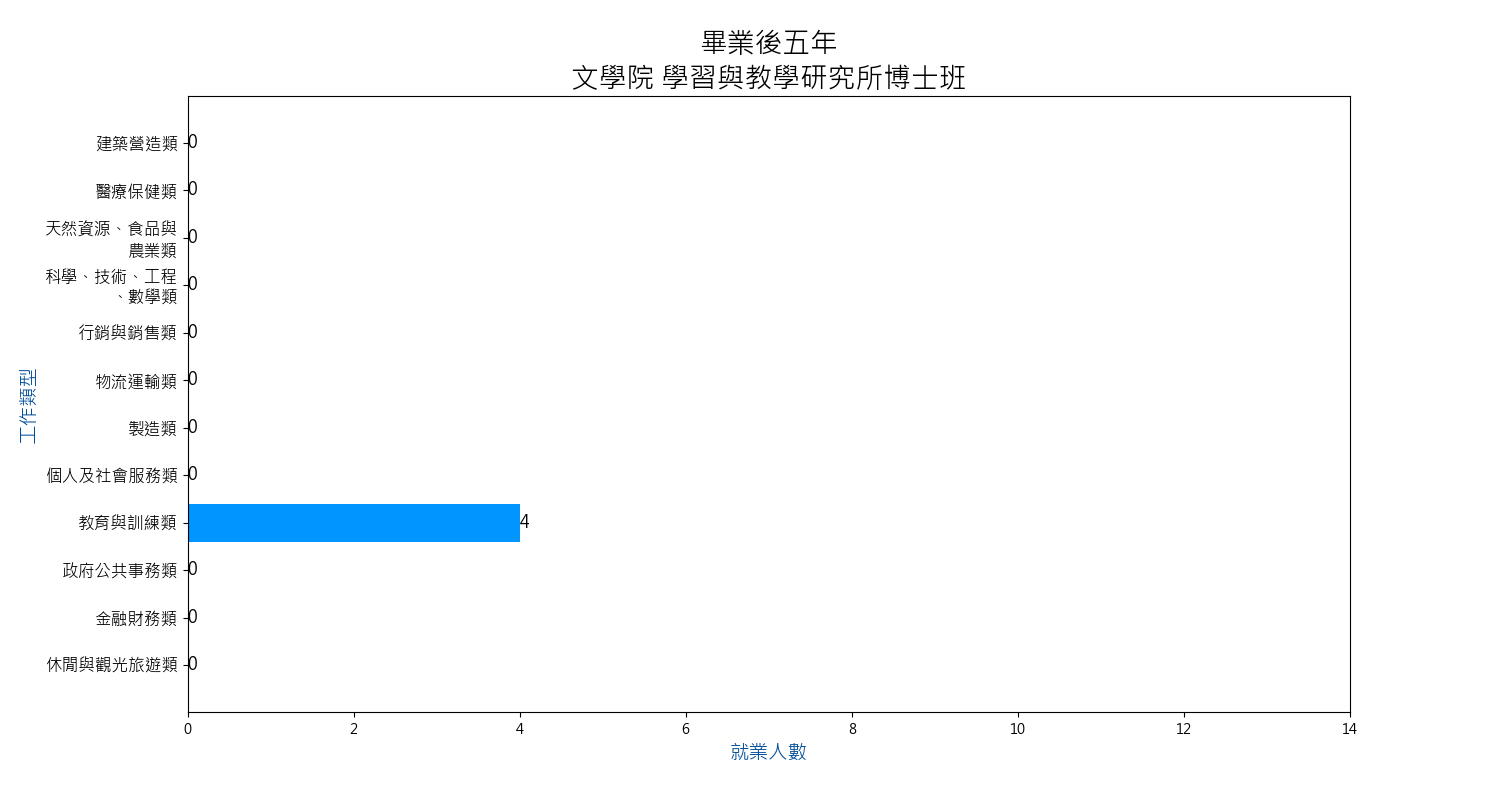 畢業後五年
文學院 學習與教學研究所博士班
工作類型
建築營造類 0
醫療保健類 0
天然資源、食品與
農業類 0
科學、技術、工程
、數學類 0
行銷與銷售類 0
物流運輸類 0
製造類 0
個人及社會服務類 0
教育與訓練類 4
政府公共事務類 0
金融財務類 0
休閒與觀光旅遊類 0
0 2 4 6 8 10 12 14
就業人數